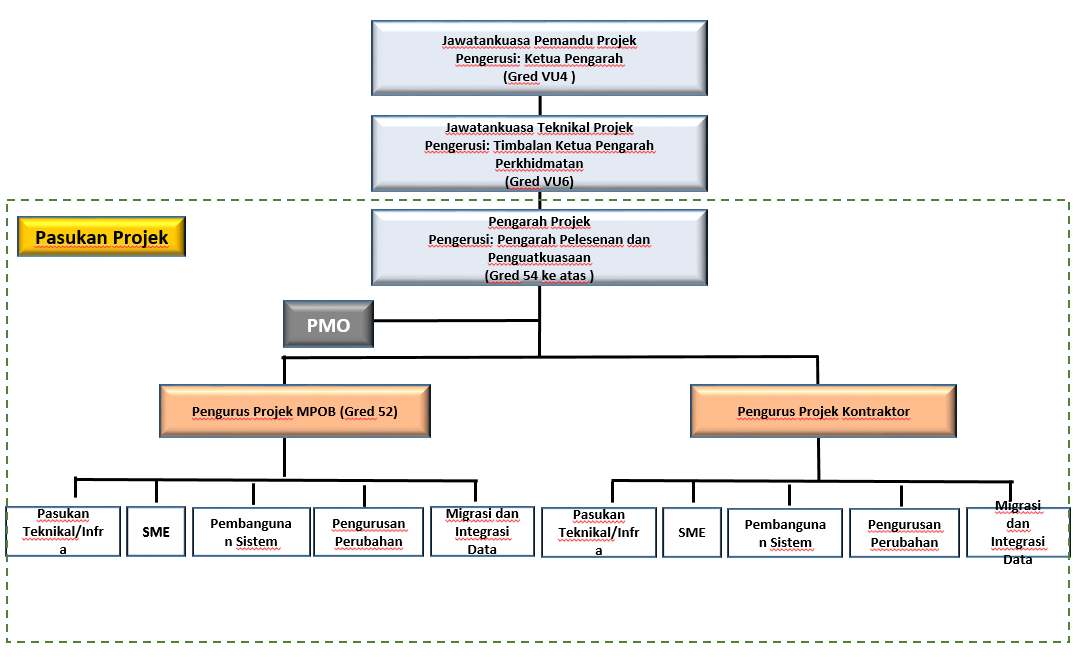 Jawatankuasa Pemandu Projek
Pengerusi: Ketua Pengarah
(Gred VU4 )
Jawatankuasa Teknikal Projek
Pengerusi: Timbalan Ketua Pengarah
Perkhidmatan
(Gred VU6)
Pasukan Projek
Pengarah Projek
Pengerusi: Pengarah Pelesenan dan
Penguatkuasaan
(Gred 54 ke atas )
PMO
Pengurus Projek MPOB (Gred 52)
Pengurus Projek Kontraktor
Pasukan
Teknikal/Infr
a
SME
Pembanguna
n Sistem
Pengurusan
Perubahan
Migrasi dan
Integrasi
Data
Pasukan
Teknikal/Infr
a
SME
Pembanguna
n Sistem
Pengurusan
Perubahan
Migrasi
dan
Integrasi
Data